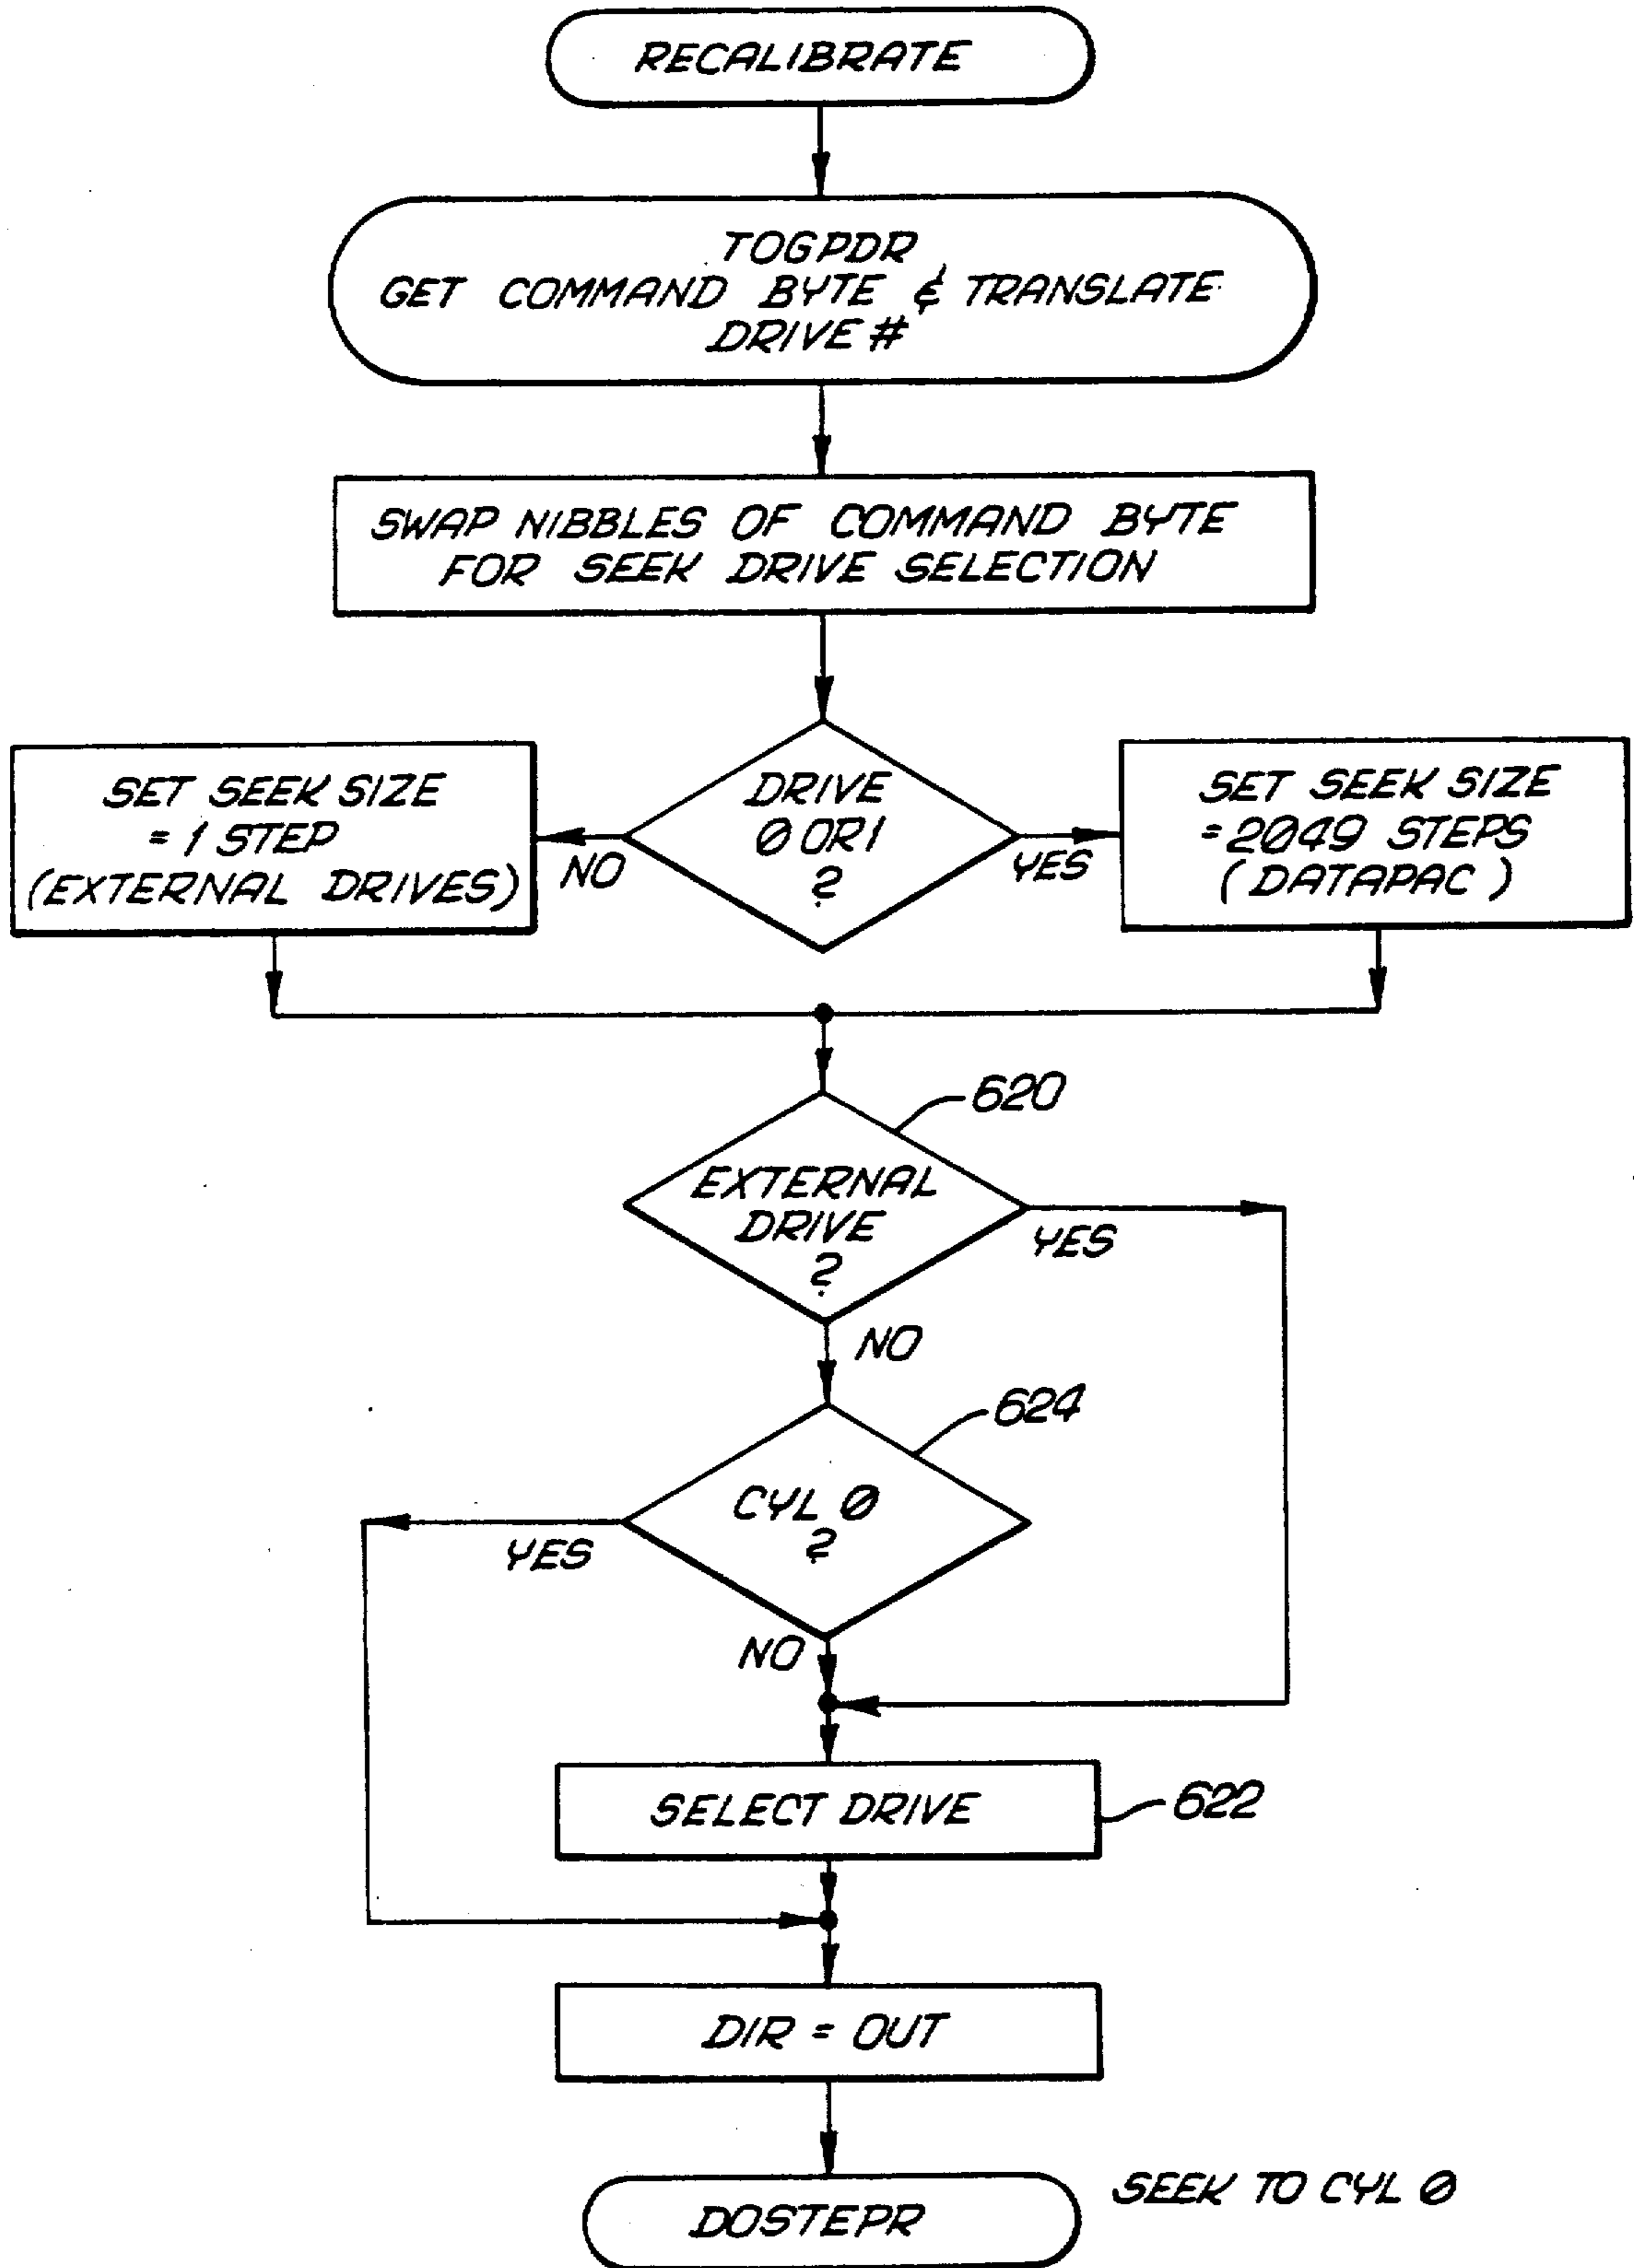 RECALIBRATE
TOGPDR
GET COMMAND BYTE & TRANSLATE
DRIVE #
SWAP NIBBLES OF COMMAND BYTE
FOR SEEK DRIVE SELECTION
SET SEEK SIZE
= 1 STEP
(EXTERNAL DRIVES)
NO
DRIVE
0 OR 1
?
YES
SET SEEK SIZE
= 2049 STEPS
(DATAPAC)
620
EXTERNAL
DRIVE
?
YES
NO
624
CYL 0
?
YES
NO
SELECT DRIVE
622
DIR = OUT
DOSTEPR
SEEK TO CYL 0